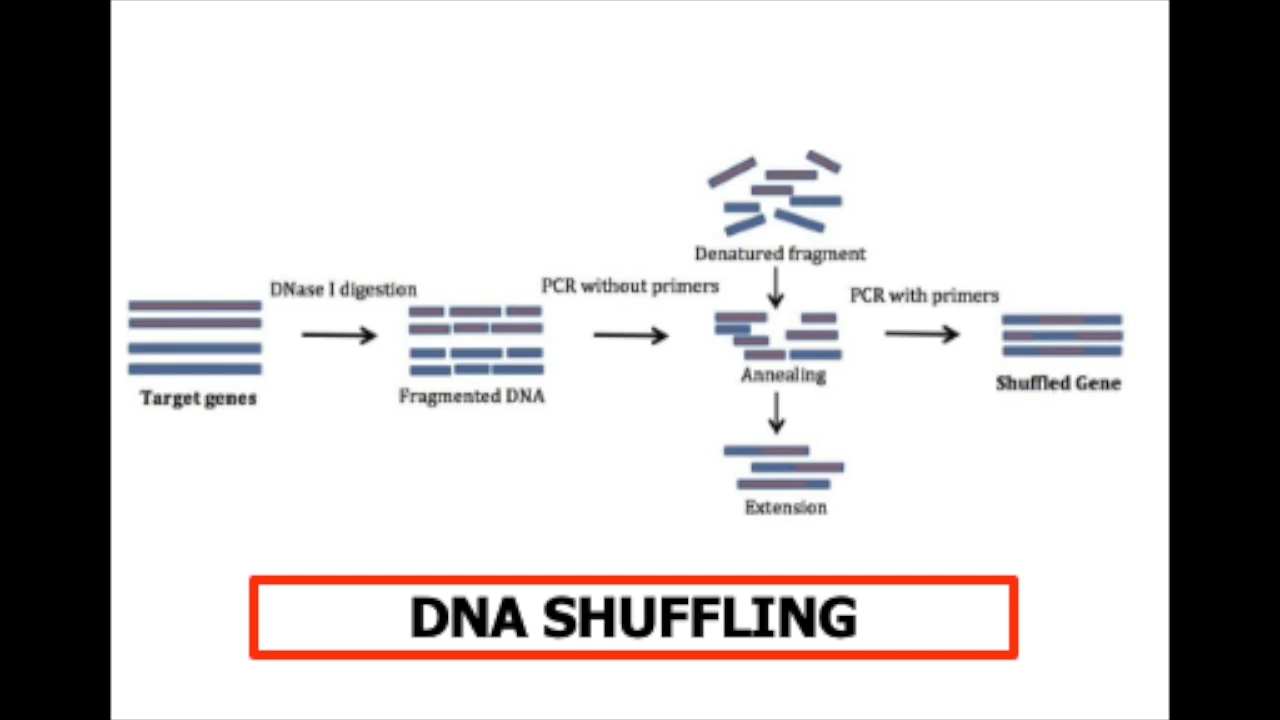 Denatured fragment
DNase I digestion
PCR without primers
PCR with primers
Target genes
Fragmented DNA
Annealing
Shuffled Gene
Extension
DNA SHUFFLING